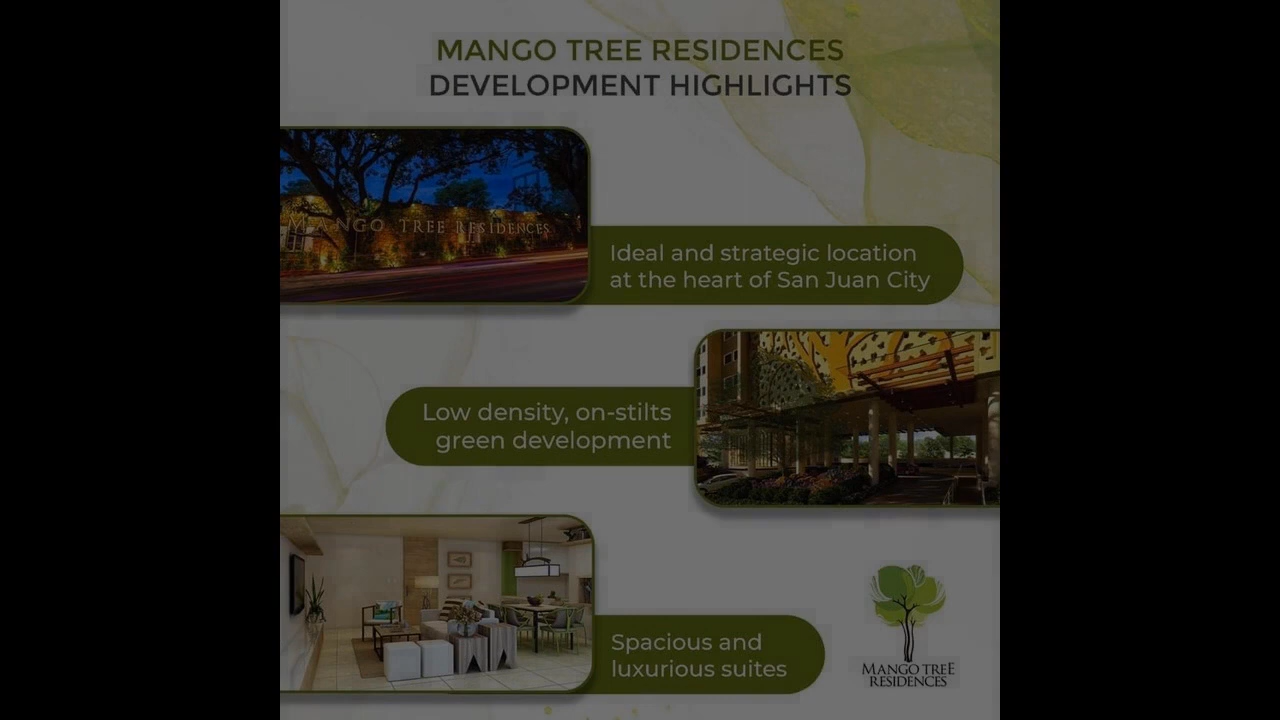 MANGO TREE RESIDENCES
DEVELOPMENT HIGHLIGHTS
MANGO TREE RESIDENCES
Ideal and strategic location
at the heart of San Juan City
Low density, on-stilts
green development
Spacious and
luxurious suites
MANGO TREE
RESIDENCES